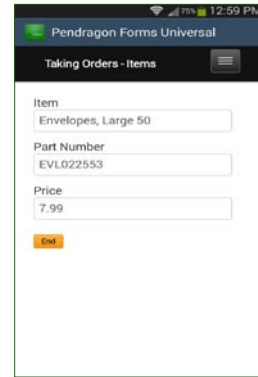 75% 12:59 PM
Pendragon Forms Universal
Taking Orders - Items
Item
Envelopes, Large 50
Part Number
EVL022553
Price
7.99
End